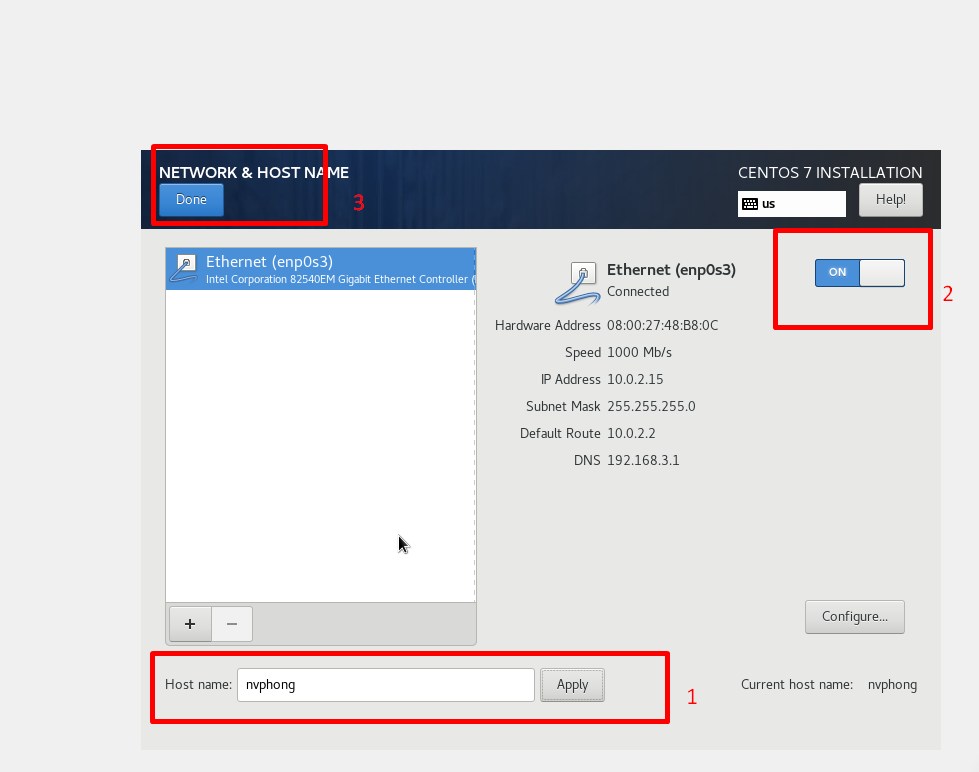 NETWORK & HOST NAME
Done
3
CENTOS 7 INSTALLATION
us
Help!
Ethernet (enp0s3)
Intel Corporation 82540EM Gigabit Ethernet Controller (
Ethernet (enp0s3)
Connected
ON
2
Hardware Address 08:00:27:48:B8:0C
Speed 1000 Mb/s
IP Address 10.0.2.15
Subnet Mask 255.255.255.0
Default Route 10.0.2.2
DNS 192.168.3.1
+ −
Configure...
Host name: nvphong Apply
1
Current host name: nvphong